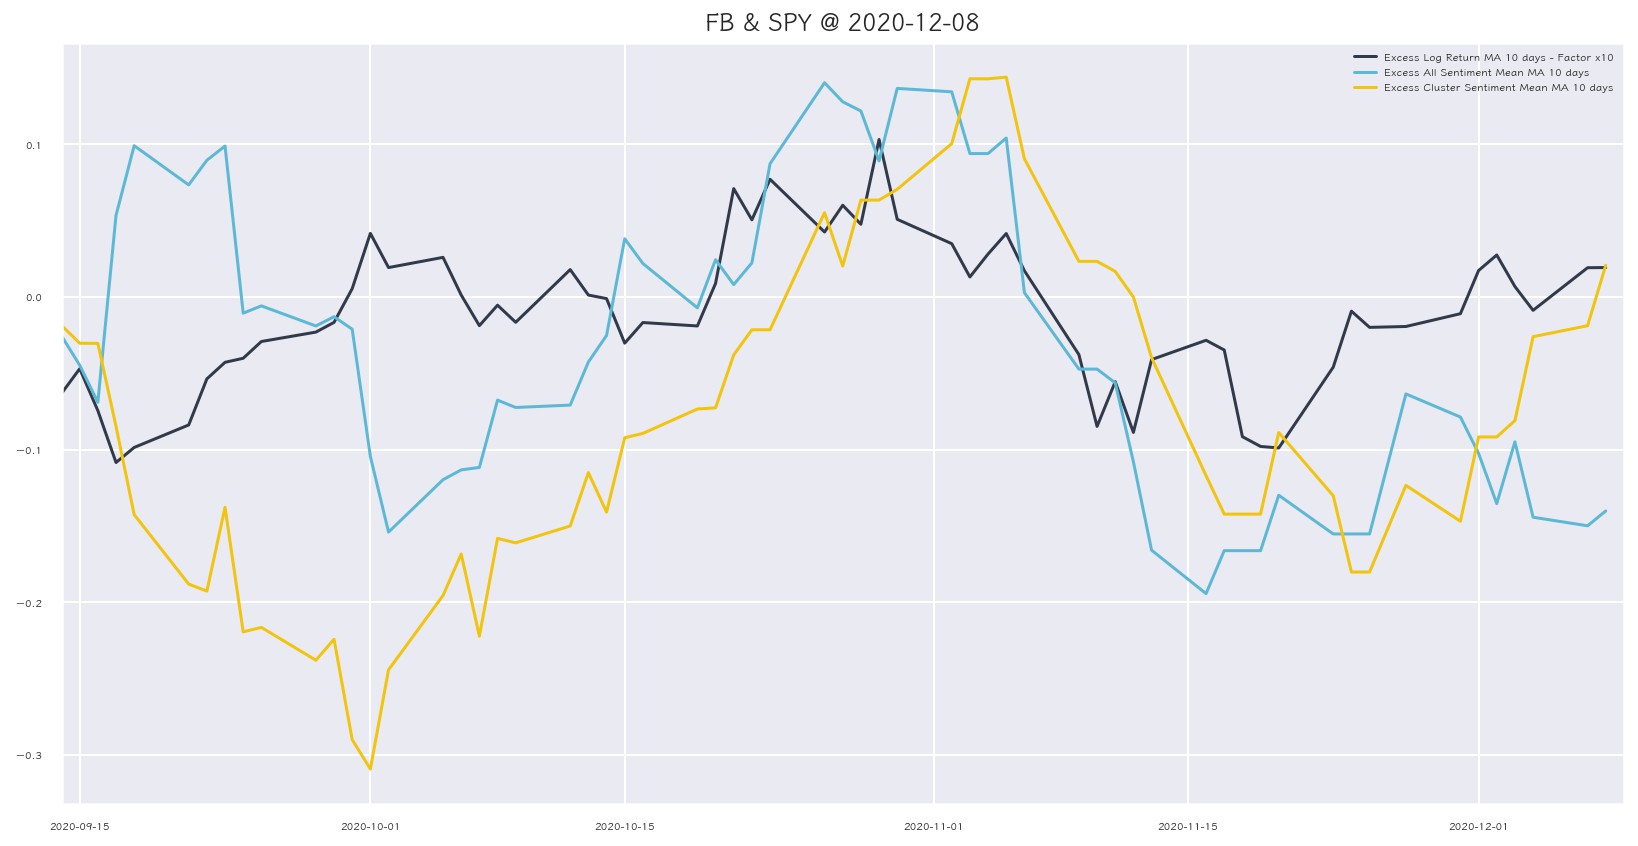 FB & SPY @ 2020-12-08
Excess Log Return MA 10 days - Factor x10
Excess All Sentiment Mean MA 10 days
Excess Cluster Sentiment Mean MA 10 days
0.1
0.0
−0.1
−0.2
−0.3
2020-09-15 2020-10-01 2020-10-15 2020-11-01 2020-11-15 2020-12-01